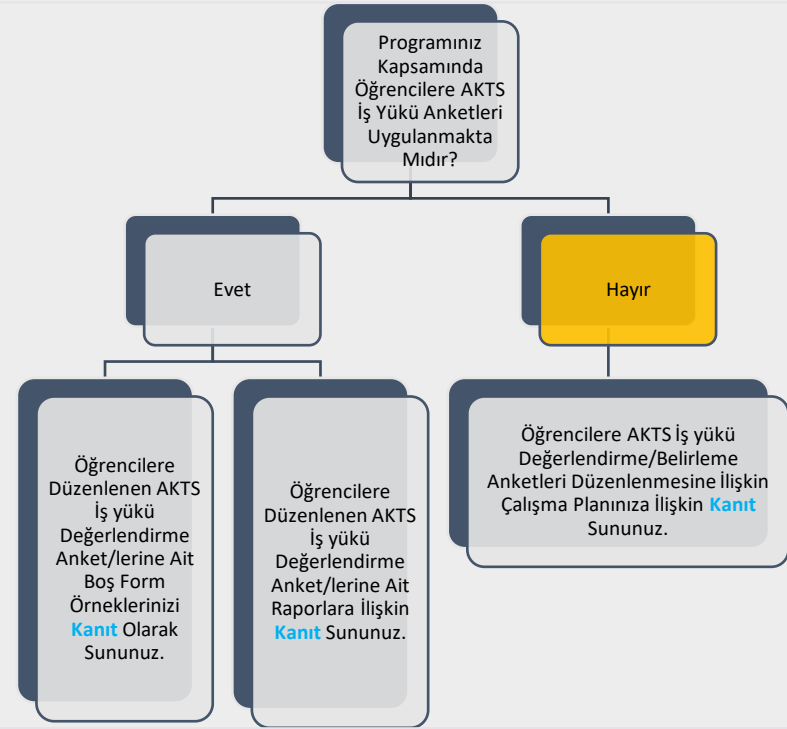 Programınız
Kapsamında
Öğrencilere AKTS
İş Yükü Anketleri
Uygulanmakta
Mıdır?
Evet
Hayır
Öğrencilere
Düzenlenen AKTS
İş yükü
Değerlendirme
Anket/lerine Ait
Boş Form
Örneklerinizi
Kanıt Olarak
Sununuz.
Öğrencilere
Düzenlenen AKTS
İş yükü
Değerlendirme
Anket/lerine Ait
Raporlara İlişkin
Kanıt Sununuz.
Öğrencilere AKTS İş yükü
Değerlendirme/Belirleme
Anketleri Düzenlenmesine İlişkin
Çalışma Planınıza İlişkin Kanıt
Sununuz.